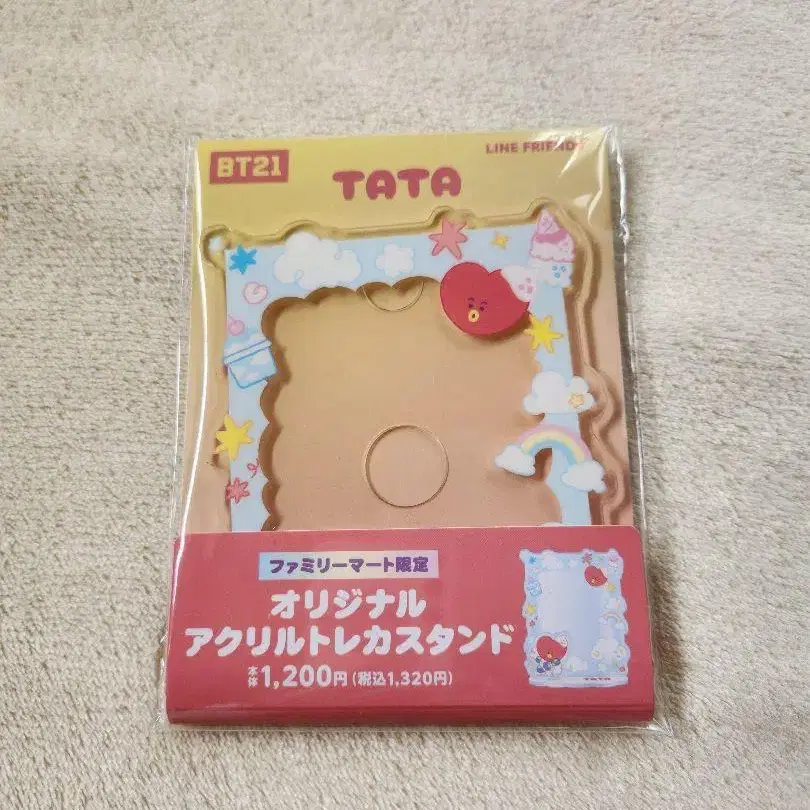 BT21
LINE FRIENDS
TATA
ファミリーマート限定
オリジナル
アクリルトレカスタンド
本体1,200円(税込1,320円)
TATA